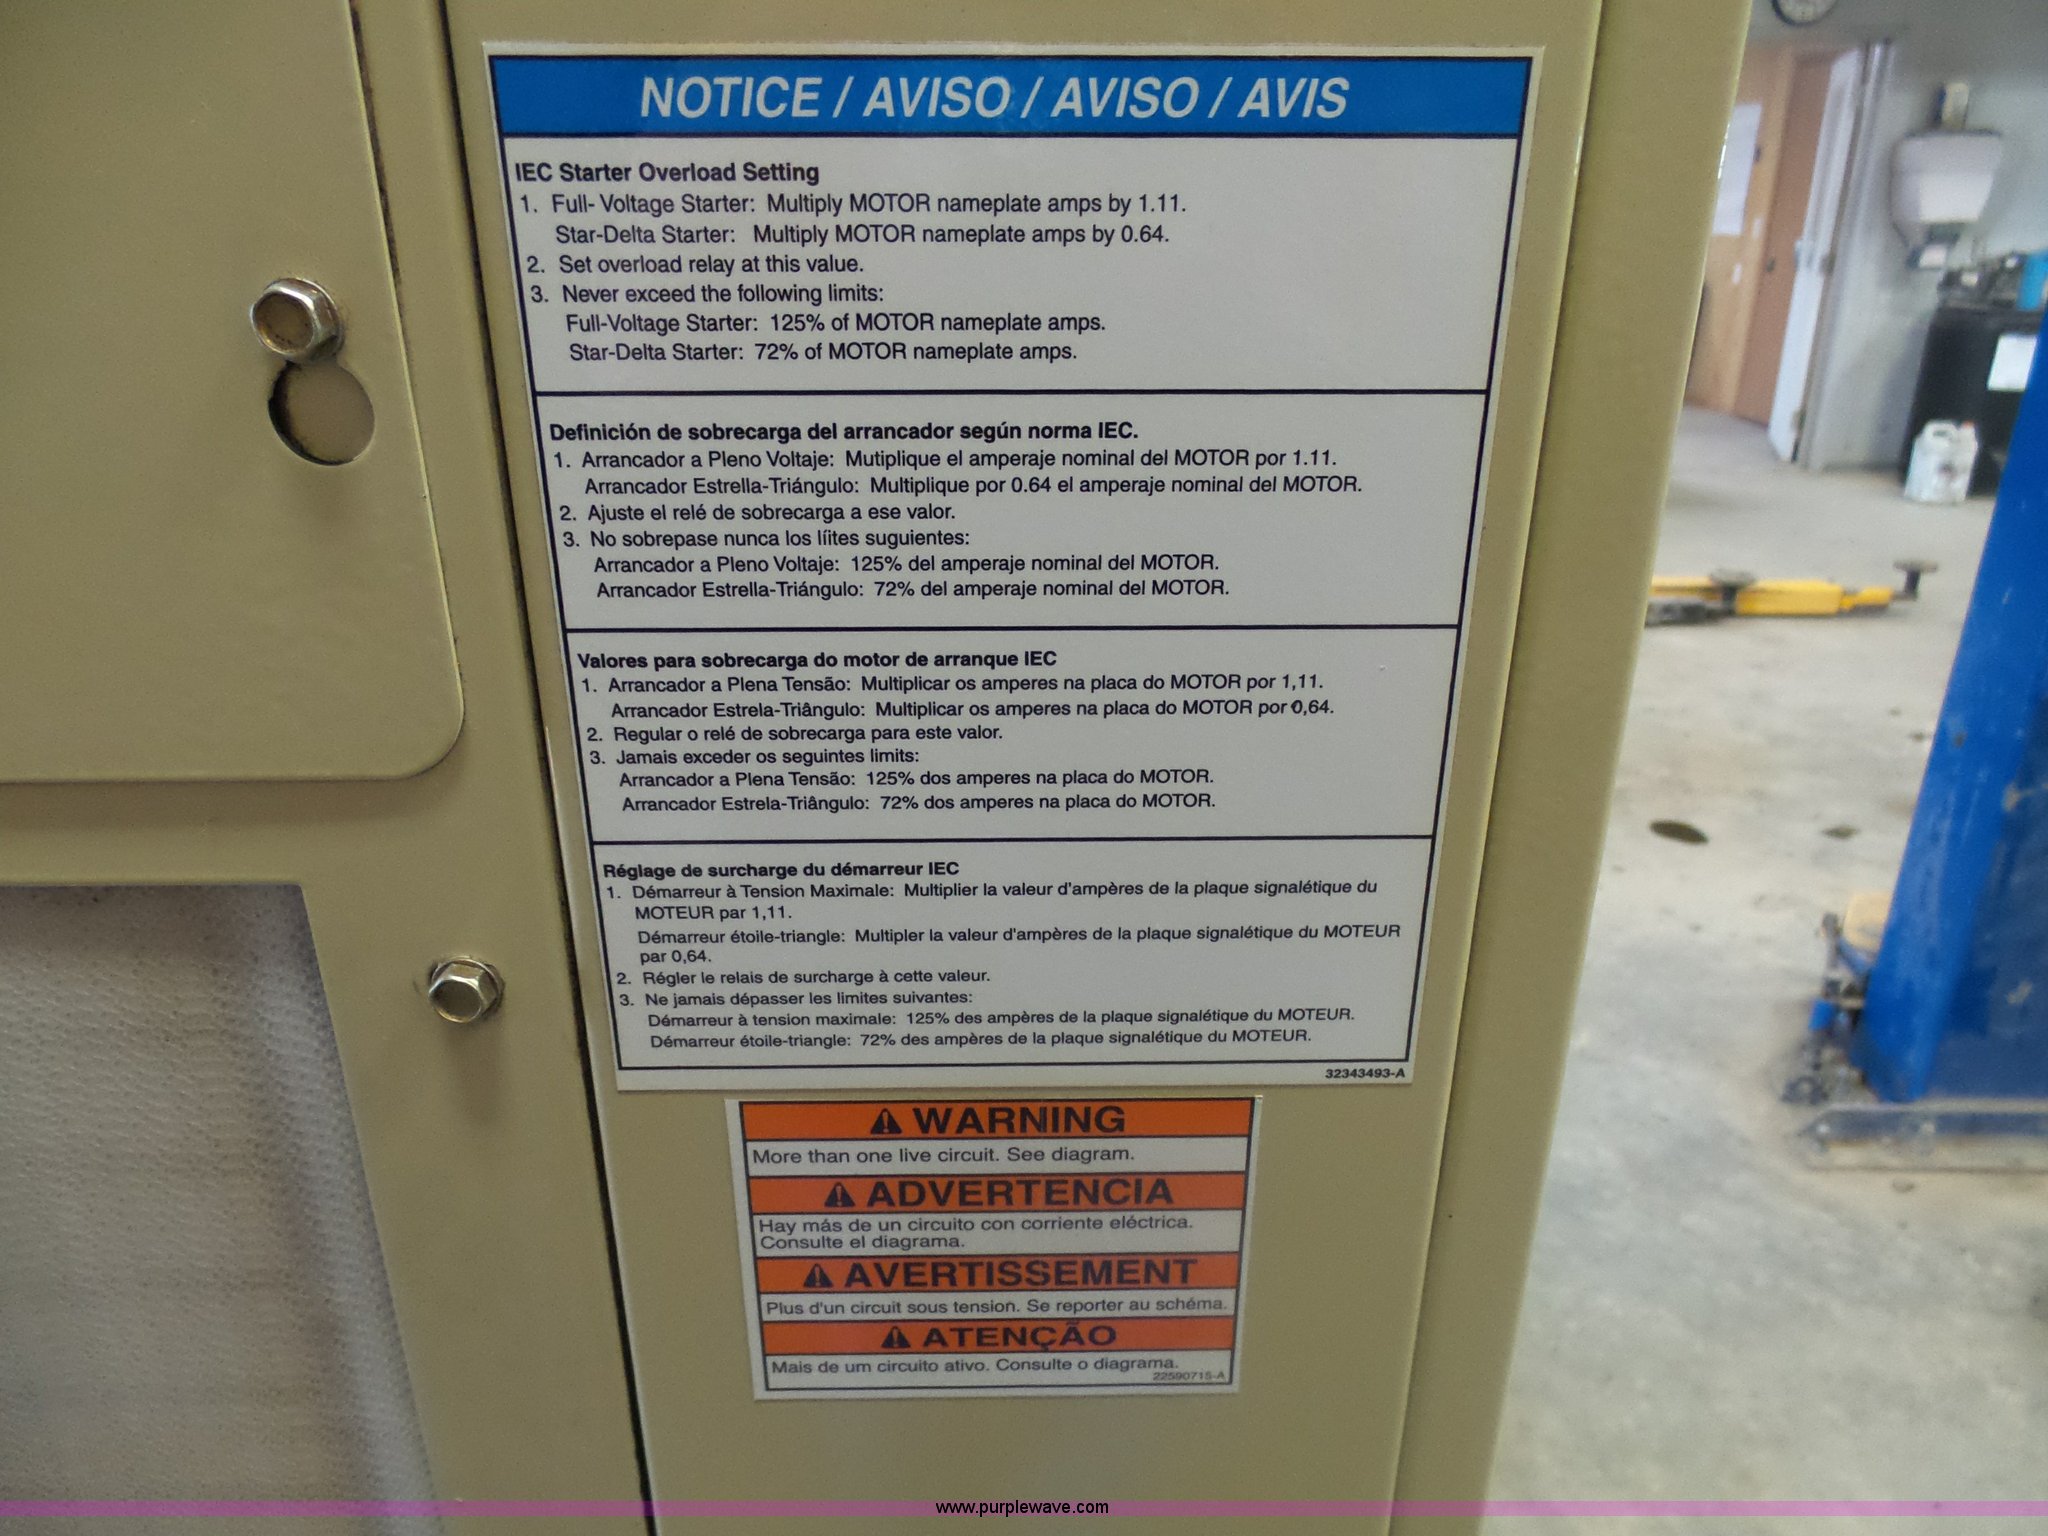 NOTICE / AVISO / AVISO / AVIS
IEC Starter Overload Setting
1. Full- Voltage Starter: Multiply MOTOR nameplate amps by 1.11.
Star-Delta Starter: Multiply MOTOR nameplate amps by 0.64.
2. Set overload relay at this value.
3. Never exceed the following limits:
Full-Voltage Starter: 125% of MOTOR nameplate amps.
Star-Delta Starter: 72% of MOTOR nameplate amps.
Definición de sobrecarga del arrancador según norma IEC.
1. Arrancador a Pleno Voltaje: Mutiplique el amperaje nominal del MOTOR por 1.11.
Arrancador Estrella-Triángulo: Multiplique por 0.64 el amperaje nominal del MOTOR.
2. Ajuste el relé de sobrecarga a ese valor.
3. No sobrepase nunca los líites suguientes:
Arrancador a Pleno Voltaje: 125% del amperaje nominal del MOTOR.
Arrancador Estrella-Triángulo: 72% del amperaje nominal del MOTOR.
Valores para sobrecarga do motor de arranque IEC
1. Arrancador a Plena Tensão: Multiplicar os amperes na placa do MOTOR por 1,11.
Arrancador Estrela-Triângulo: Multiplicar os amperes na placa do MOTOR por 0,64.
2. Regular o relé de sobrecarga para este valor.
3. Jamais exceder os seguintes limits:
Arrancador a Plena Tensão: 125% dos amperes na placa do MOTOR.
Arrancador Estrela-Triângulo: 72% dos amperes na placa do MOTOR.
Réglage de surcharge du démarreur IEC
1. Démarreur à Tension Maximale: Multiplier la valeur d'ampères de la plaque signalétique du
MOTEUR par 1,11.
Démarreur étoile-triangle: Multipler la valeur d'ampères de la plaque signalétique du MOTEUR
par 0,64.
2. Régler le relais de surcharge à cette valeur.
3. Ne jamais dépasser les limites suivantes:
Démarreur à tension maximale: 125% des ampères de la plaque signalétique du MOTEUR.
Démarreur étoile-triangle: 72% des ampères de la plaque signalétique du MOTEUR.
32343493-A
WARNING
More than one live circuit. See diagram.
ADVERTENCIA
Hay más de un circuito con corriente eléctrica.
Consulte el diagrama.
AVERTISSEMENT
Plus d'un circuit sous tension. Se reporter au schéma.
ATENÇÃO
Mais de um circuito ativo. Consulte o diagrama.
22590715-A
www.purplewave.com